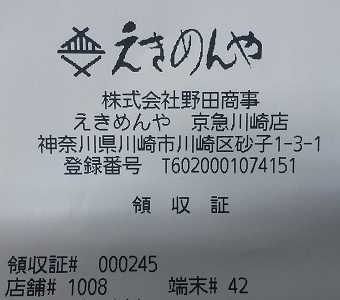 えきめんや
株式会社野田商事
えきめんや 京急川崎店
神奈川県川崎市川崎区砂子1-3-1
登録番号 T6020001074151
領収証
領収証# 000245
店舗# 1008 端末# 42